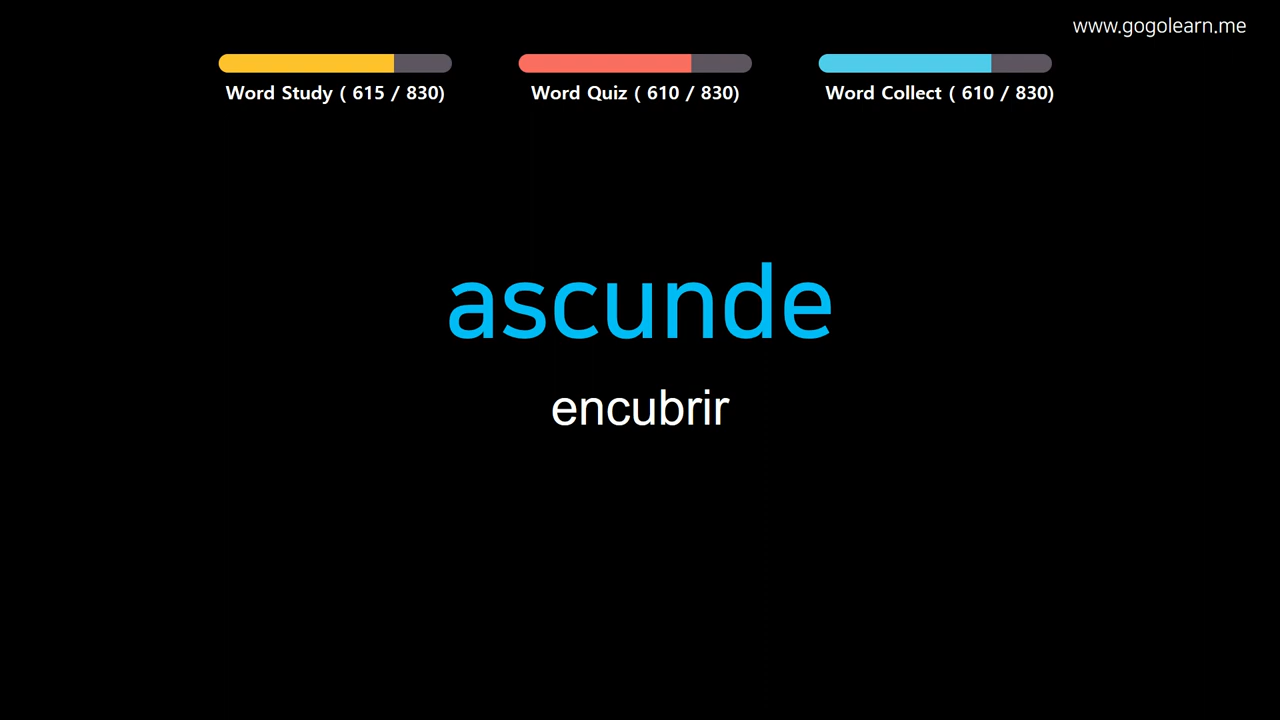 www.gogolearn.me
Word Study ( 615 / 830)
Word Quiz ( 610 / 830)
Word Collect ( 610 / 830)
ascunde
encubrir